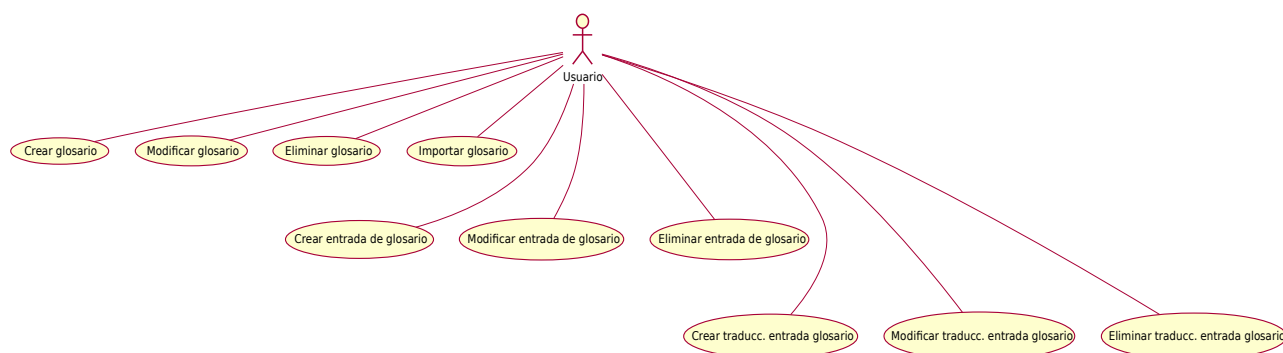 Usuario
Crear glosario
Modificar glosario
Eliminar glosario
Importar glosario
Crear entrada de glosario
Modificar entrada de glosario
Eliminar entrada de glosario
Crear traducc. entrada glosario
Modificar traducc. entrada glosario
Eliminar traducc. entrada glosario